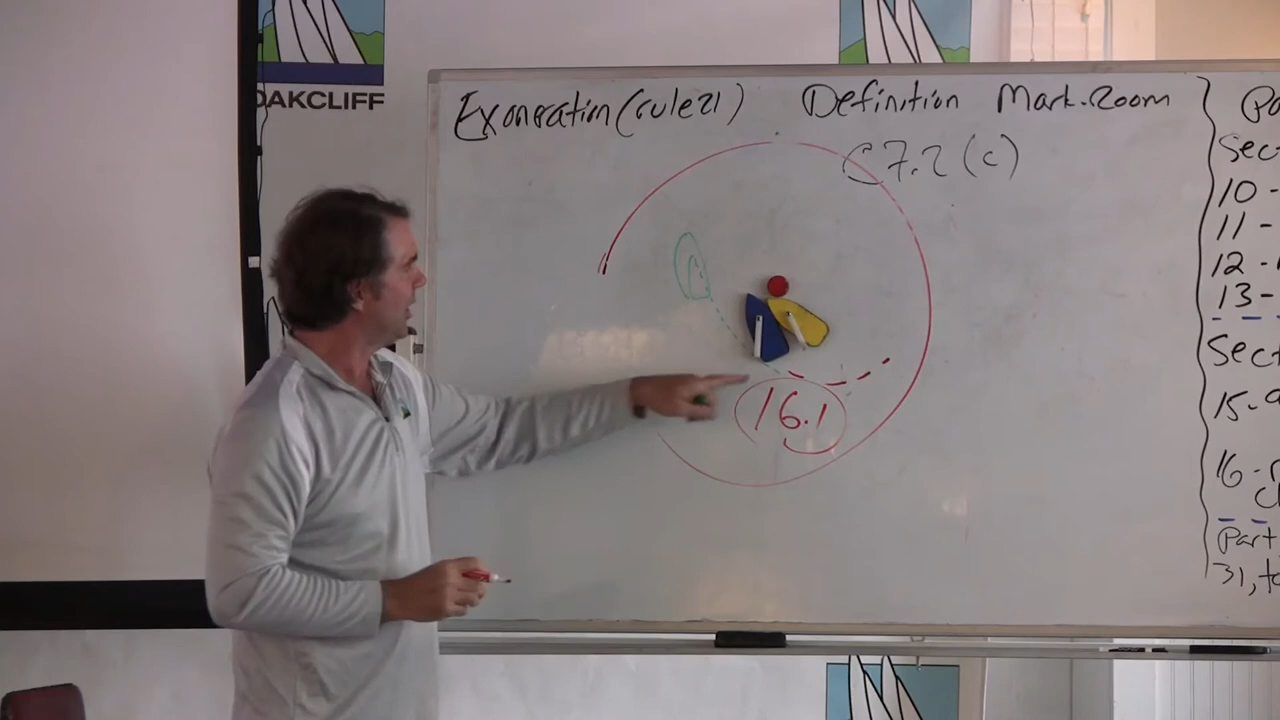 OAKCLIFF
Exoneration (rule 21)
Definition Mark-Room
C7.2(c)
16.1
Sec
10 -
11 -
12 -
13 -
Sect
15 -
16 -
Part
31,